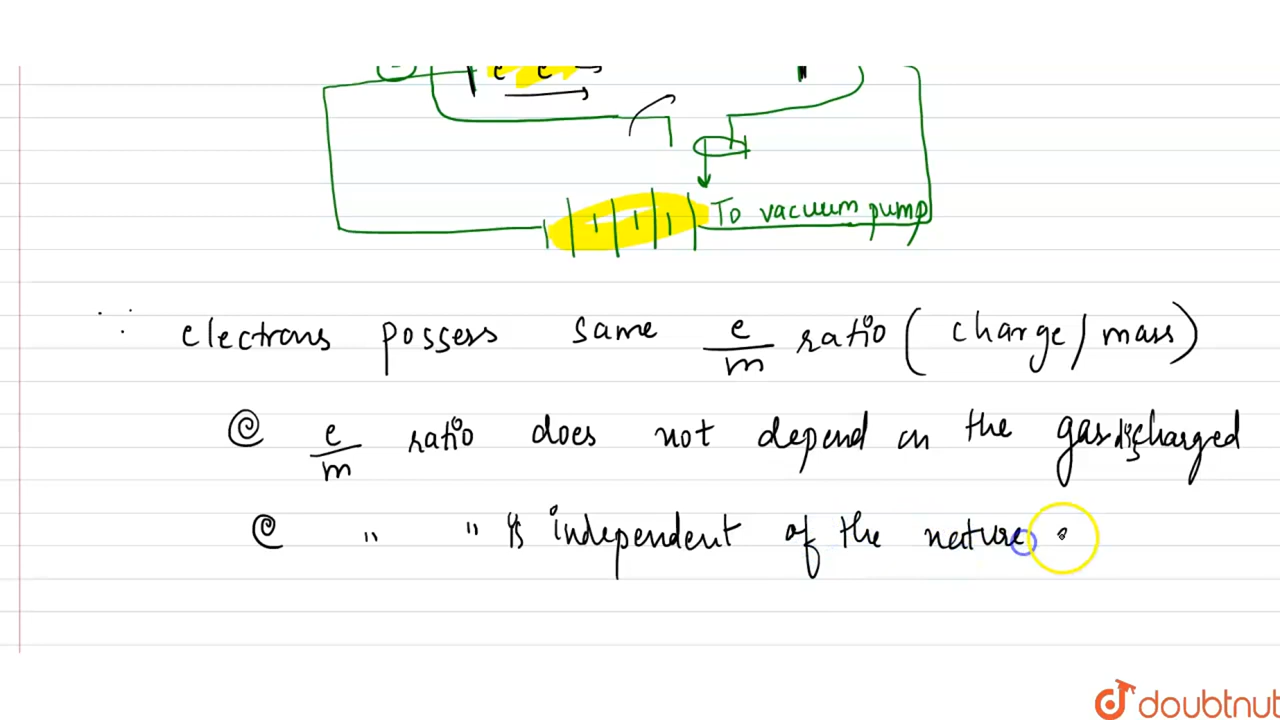 e e
To vacuum pump
∵ electrons possess same e/m ratio ( charge / mass )
@ e/m ratio does not depend on the gas discharged
@ " " is independent of the nature
doubtnut